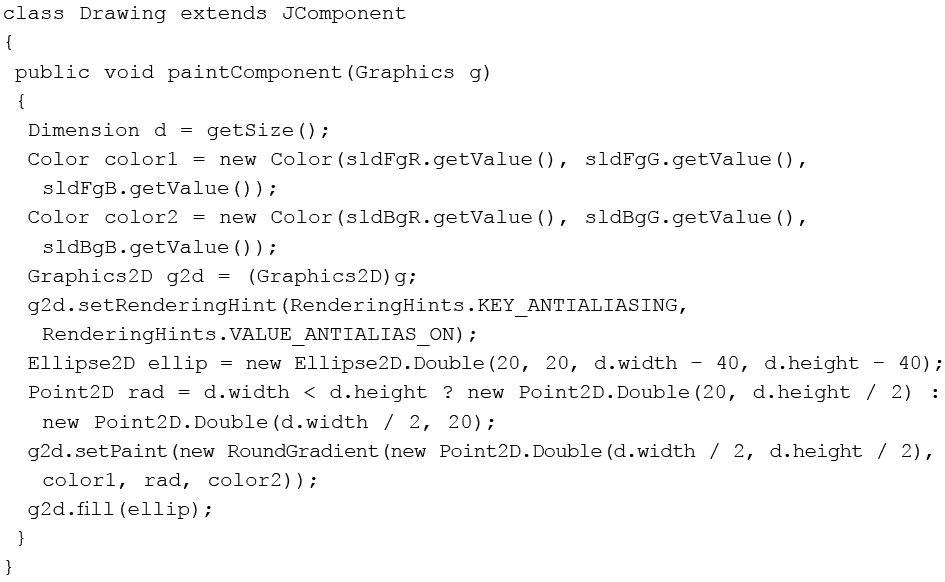 class Drawing extends JComponent
{
 public void paintComponent(Graphics g)
 {
  Dimension d = getSize();
  Color color1 = new Color(sldFgR.getValue(), sldFgG.getValue(),
   sldFgB.getValue());
  Color color2 = new Color(sldBgR.getValue(), sldBgG.getValue(),
   sldBgB.getValue());
  Graphics2D g2d = (Graphics2D)g;
  g2d.setRenderingHint(RenderingHints.KEY_ANTIALIASING,
   RenderingHints.VALUE_ANTIALIAS_ON);
  Ellipse2D ellip = new Ellipse2D.Double(20, 20, d.width − 40, d.height − 40);
  Point2D rad = d.width < d.height ? new Point2D.Double(20, d.height / 2) :
   new Point2D.Double(d.width / 2, 20);
  g2d.setPaint(new RoundGradient(new Point2D.Double(d.width / 2, d.height / 2),
   color1, rad, color2));
  g2d.fill(ellip);
 }
}